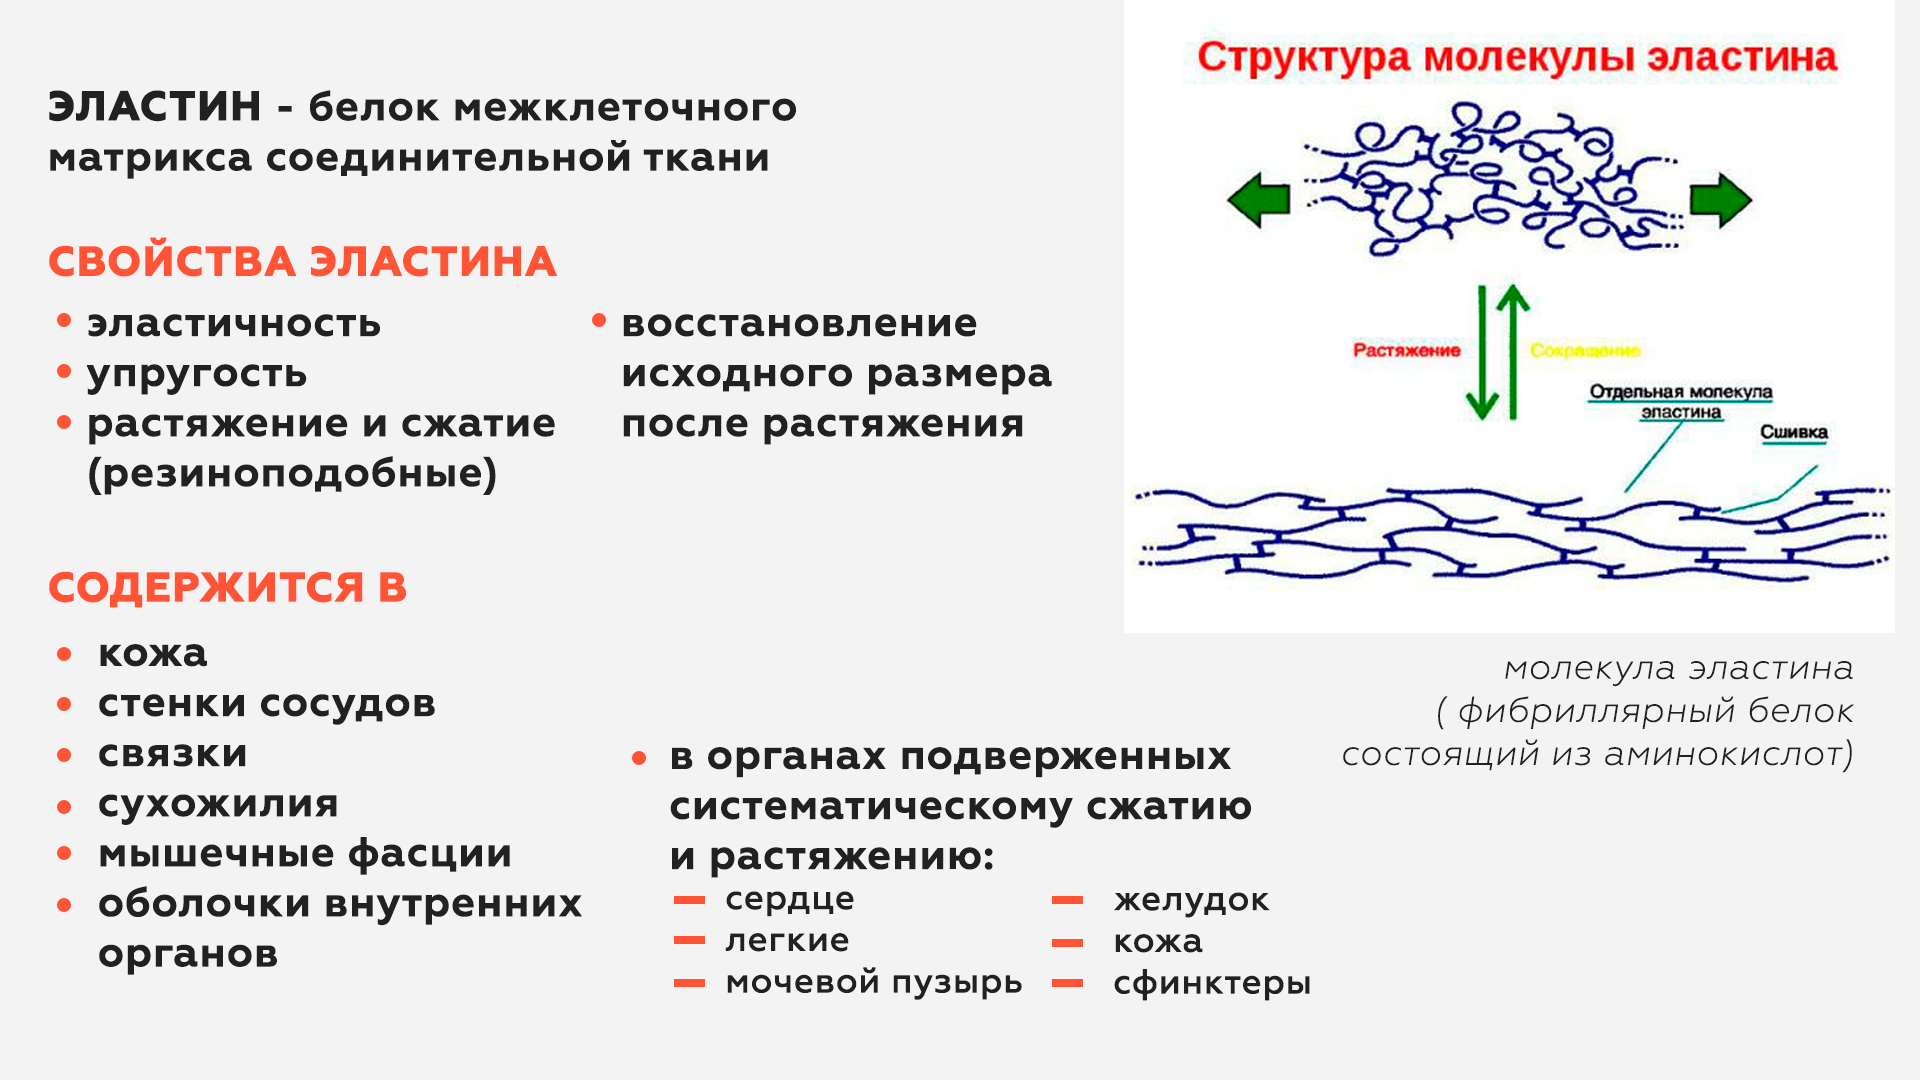 ЭЛАСТИН - белок межклеточного
матрикса соединительной ткани
СВОЙСТВА ЭЛАСТИНА
• эластичность
• упругость
• растяжение и сжатие
(резиноподобные)
• восстановление
исходного размера
после растяжения
СОДЕРЖИТСЯ В
• кожа
• стенки сосудов
• связки
• сухожилия
• мышечные фасции
• оболочки внутренних
органов
• в органах подверженных
систематическому сжатию
и растяжению:
— сердце
— легкие
— мочевой пузырь
— желудок
— кожа
— сфинктеры
Структура молекулы эластина
Растяжение
Сокращение
Отдельная молекула
эластина
Сшивка
молекула эластина
( фибриллярный белок
состоящий из аминокислот)